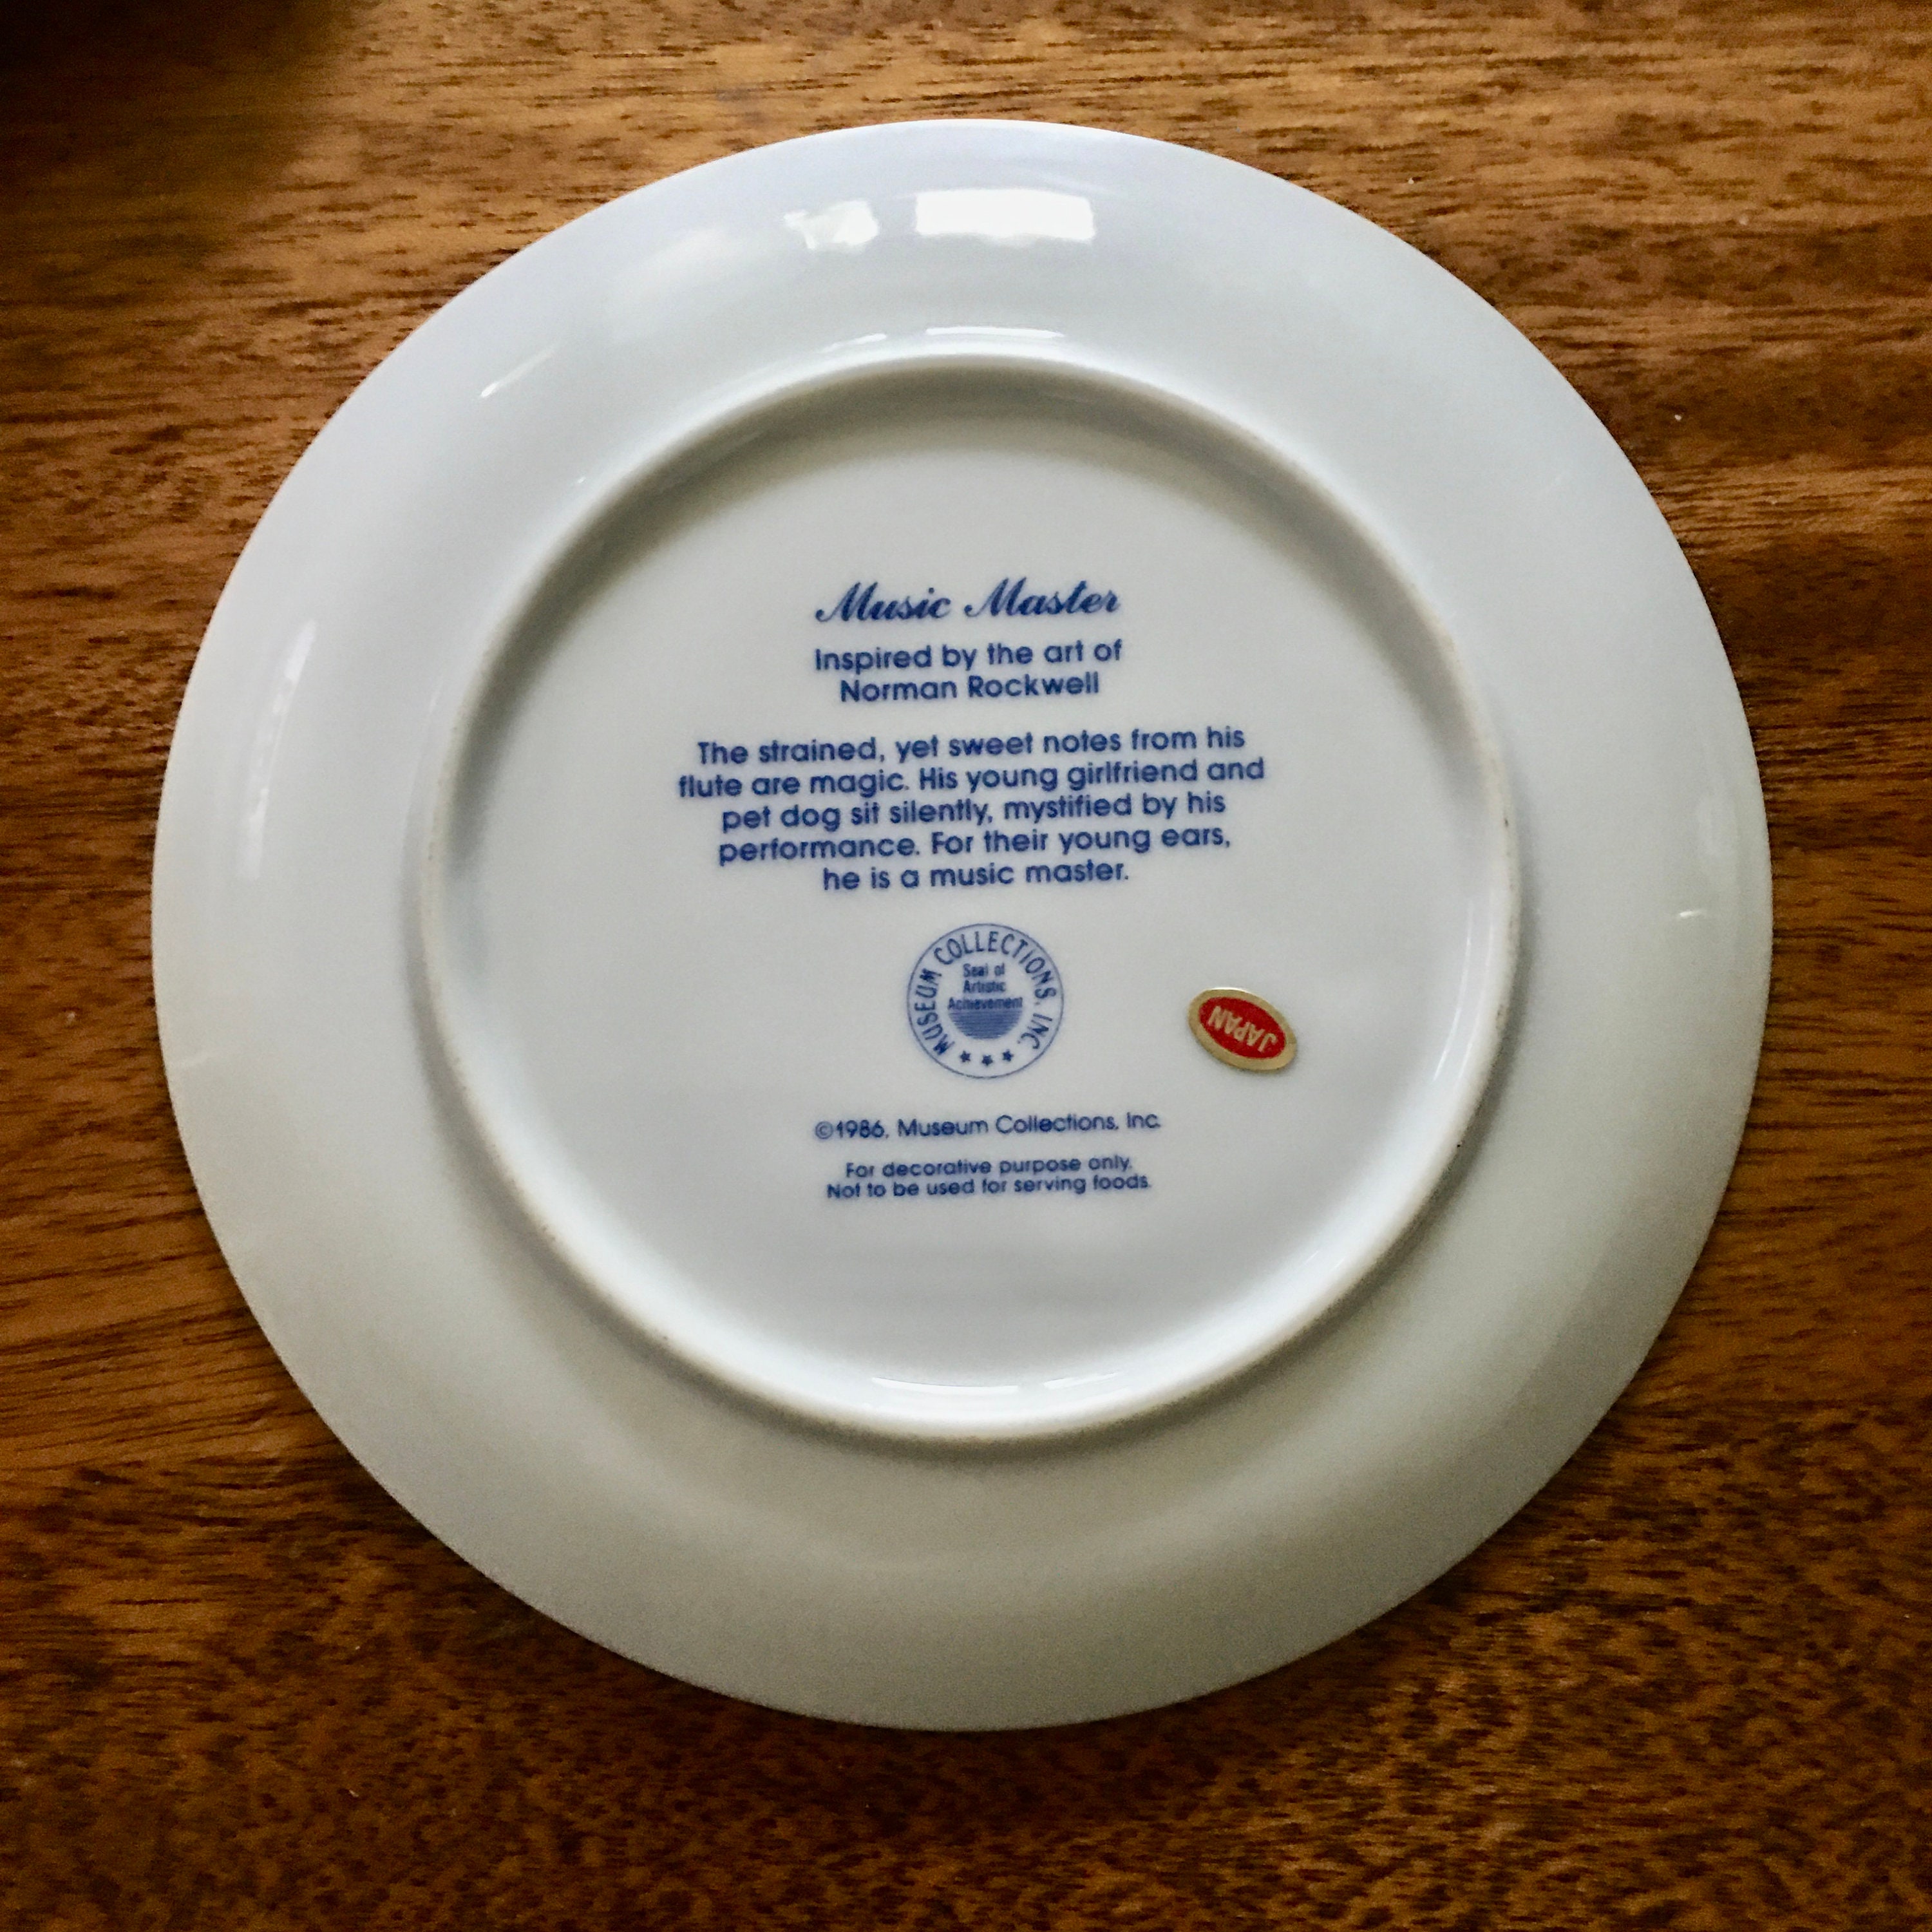 Music Master
Inspired by the art of
Norman Rockwell
The strained, yet sweet notes from his
flute are magic. His young girlfriend and
pet dog sit silently, mystified by his
performance. For their young ears,
he is a music master.
MUSEUM COLLECTIONS, INC.
Seal of
Artistic
Achievement
JAPAN
©1986, Museum Collections, Inc.
For decorative purpose only.
Not to be used for serving foods.